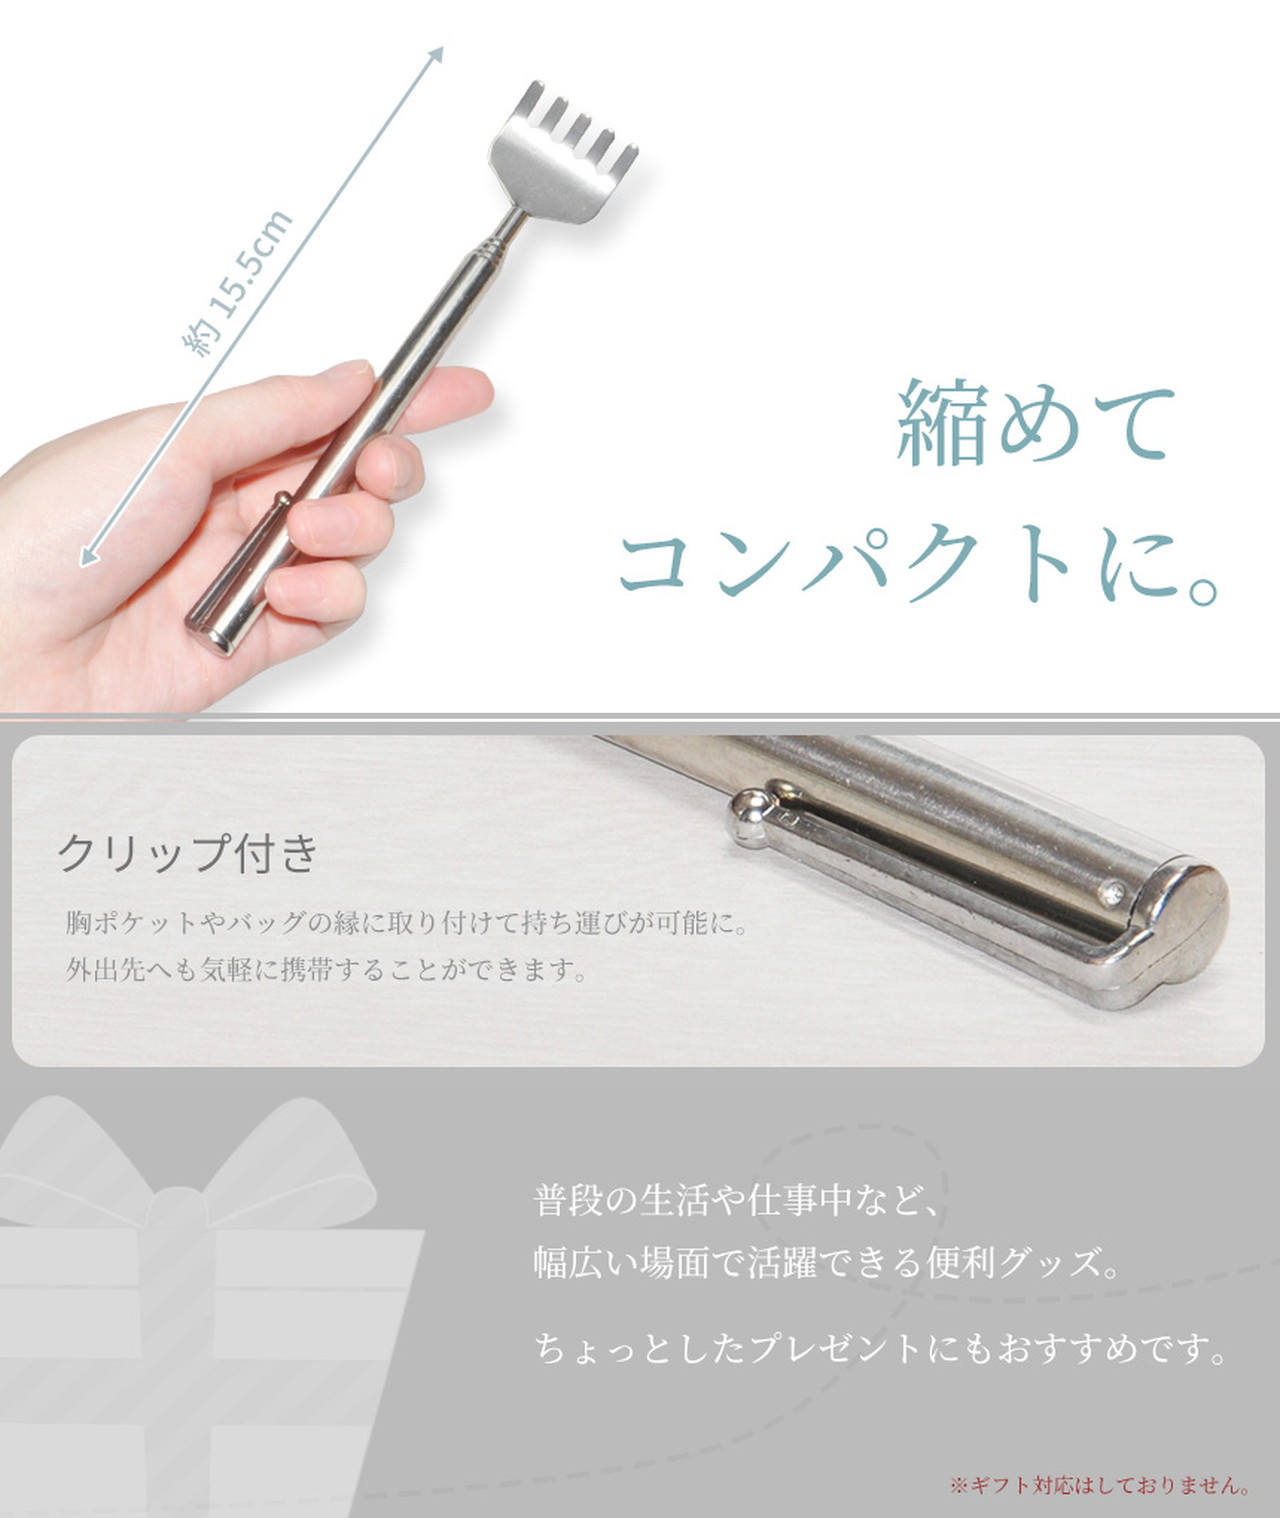 約 15.5cm
縮めて
コンパクトに。
クリップ付き
胸ポケットやバッグの縁に取り付けて持ち運びが可能に。
外出先へも気軽に携帯することができます。
普段の生活や仕事中など、
幅広い場面で活躍できる便利グッズ。
ちょっとしたプレゼントにもおすすめです。
※ギフト対応はしておりません。